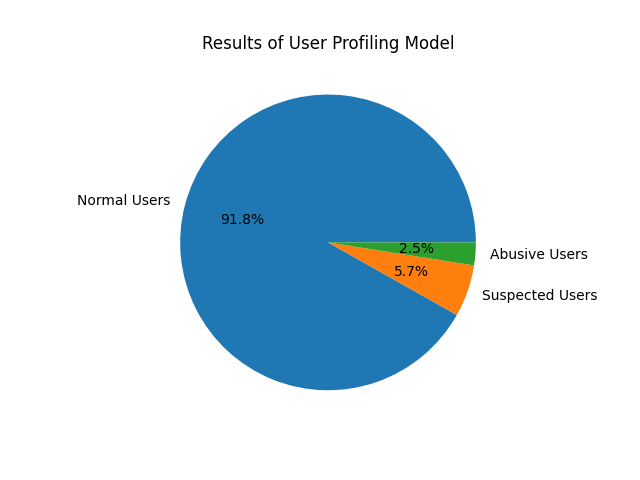 Results of User Profiling Model
Normal Users
91.8%
2.5%
Abusive Users
5.7%
Suspected Users